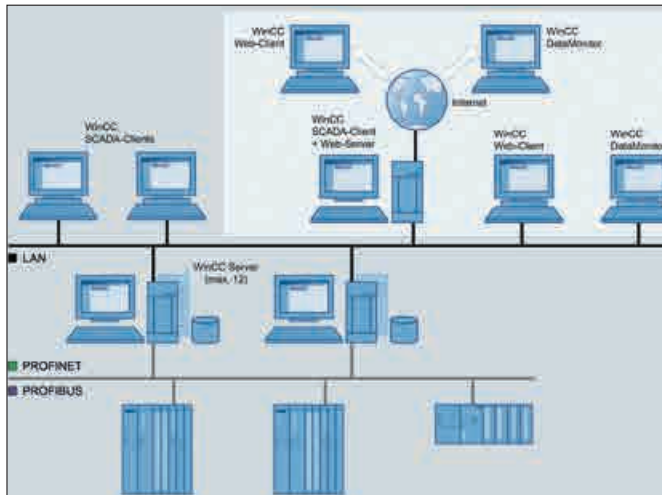 WinCC
Web-Client
WinCC
DataMonitor
Internet
WinCC
SCADA-Clients
WinCC
SCADA-Client
+ Web-Server
WinCC
Web-Client
WinCC
DataMonitor
LAN
WinCC Server
(max. 12)
PROFINET
PROFIBUS